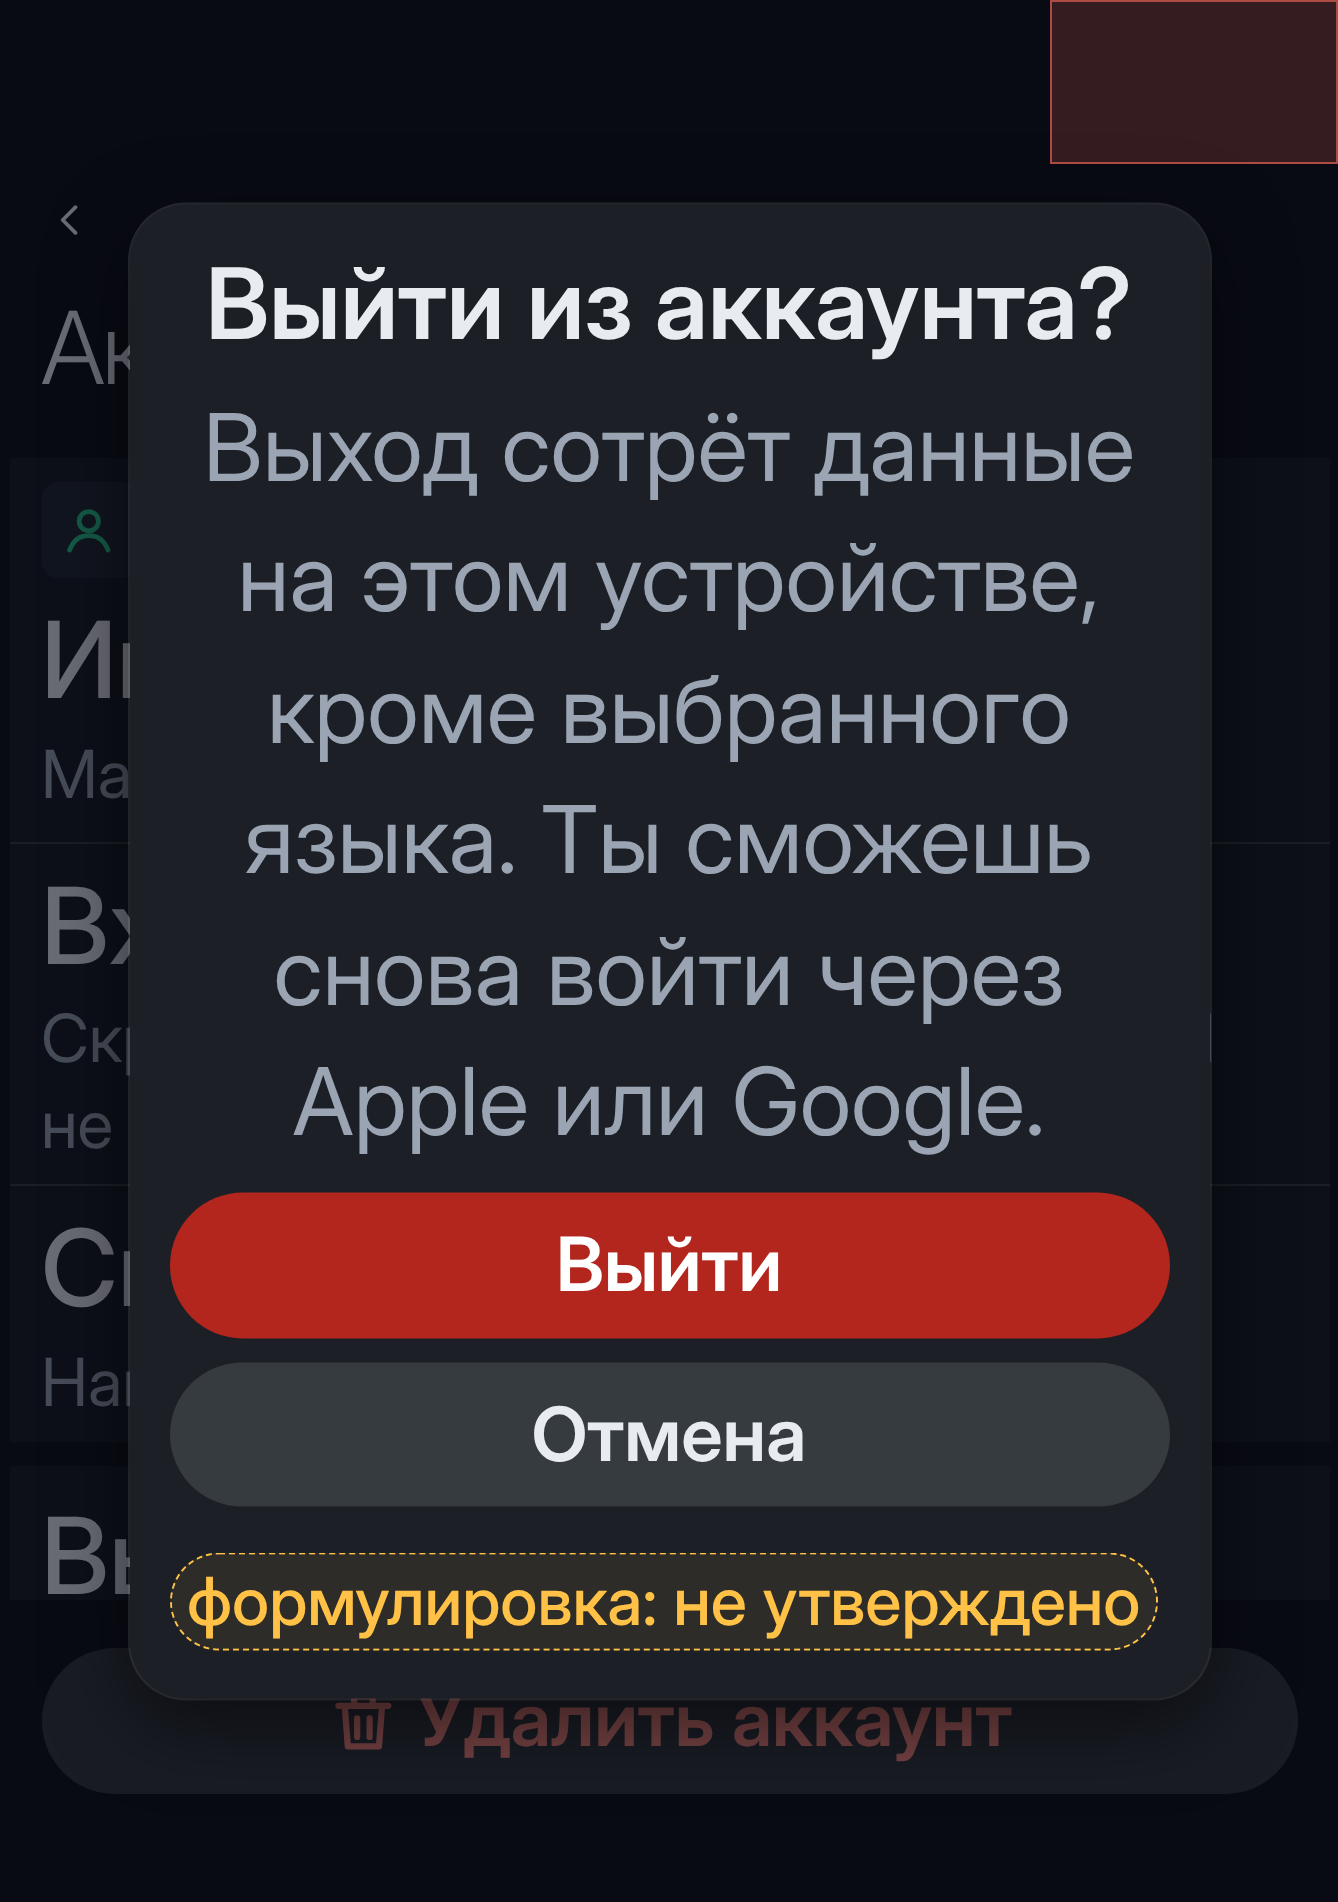 Выйти из аккаунта?
Выход сотрёт данные
на этом устройстве,
кроме выбранного
языка. Ты сможешь
снова войти через
Apple или Google.
Выйти
Отмена
формулировка: не утверждено
не
Удалить аккаунт